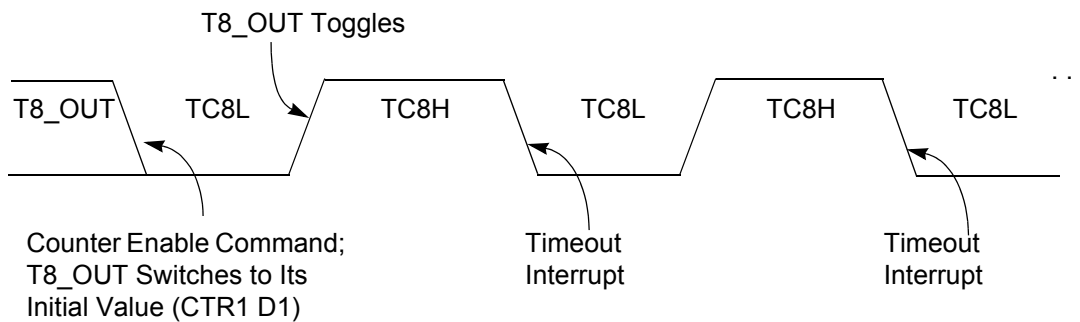 T8_OUT Toggles
. .
T8_OUT TC8L TC8H TC8L TC8H TC8L
Counter Enable Command;
T8_OUT Switches to Its
Initial Value (CTR1 D1)
Timeout
Interrupt
Timeout
Interrupt